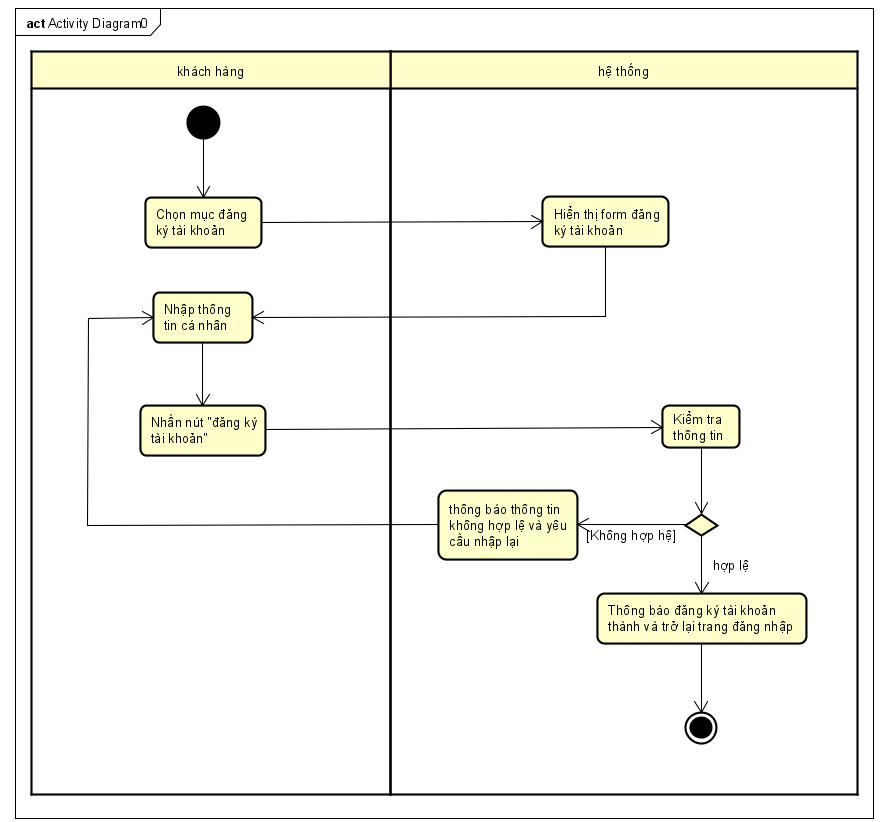 act Activity Diagram0
khách hàng
hệ thống
Chọn mục đăng
ký tài khoản
Hiển thị form đăng
ký tài khoản
Nhập thông
tin cá nhân
Nhấn nút "đăng ký
tài khoản"
Kiểm tra
thông tin
thông báo thông tin
không hợp lệ và yêu
cầu nhập lại
[Không hợp hệ]
hợp lệ
Thông báo đăng ký tài khoản
thành và trở lại trang đăng nhập